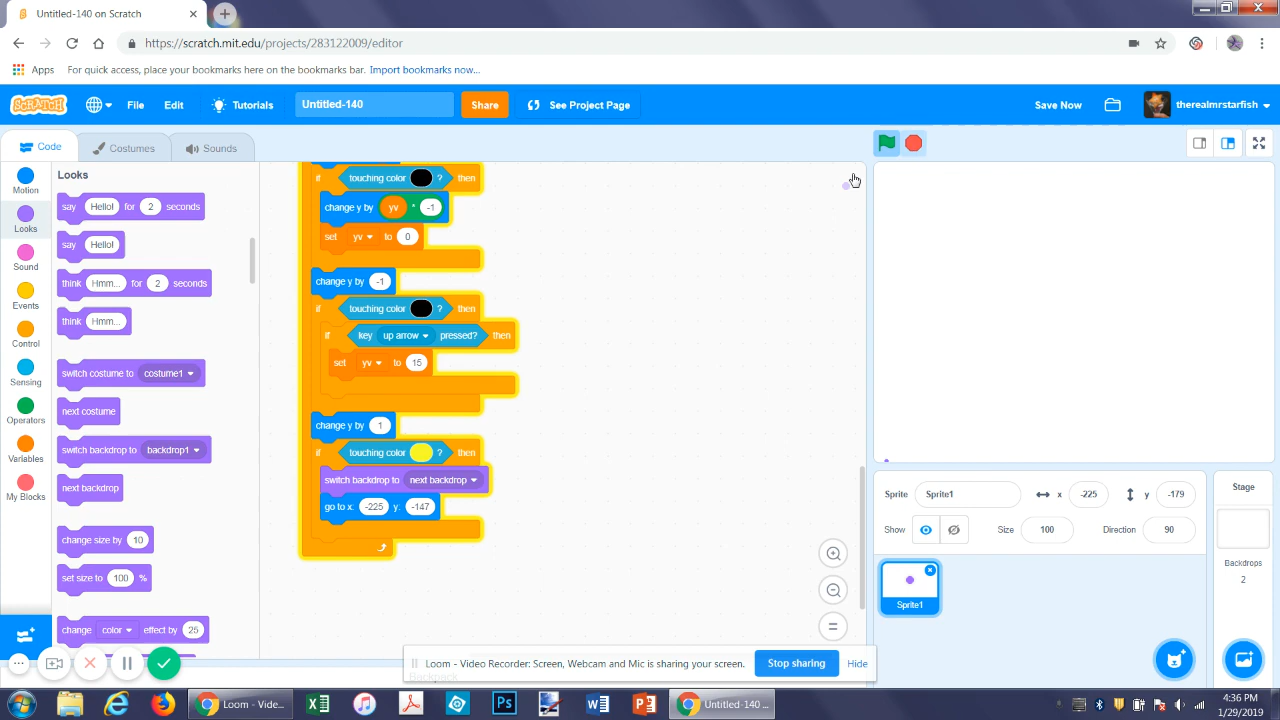 Untitled-140 on Scratch
https://scratch.mit.edu/projects/283122009/editor
Apps For quick access, place your bookmarks here on the bookmarks bar. Import bookmarks now...
SCRATCH File Edit Tutorials Untitled-140 Share See Project Page Save Now therealmrstarfish
Code Costumes Sounds
Motion
Looks
Sound
Events
Control
Sensing
Operators
Variables
My Blocks
Looks
say Hello! for 2 seconds
say Hello!
think Hmm... for 2 seconds
think Hmm...
switch costume to costume1
next costume
switch backdrop to backdrop1
next backdrop
change size by 10
set size to 100 %
change color effect by 25
if touching color ? then
change y by yv * -1
set yv to 0
change y by -1
if touching color ? then
if key up arrow pressed? then
set yv to 15
change y by 1
if touching color ? then
switch backdrop to next backdrop
go to x: -225 y: -147
Sprite Sprite1 x -225 y -179
Show Size 100 Direction 90
Sprite1
Stage
Backdrops
2
Loom - Video Recorder: Screen, Webcam and Mic is sharing your screen. Stop sharing Hide
Backpack
Loom - Vide...
Untitled-140 ...
4:36 PM
1/29/2019